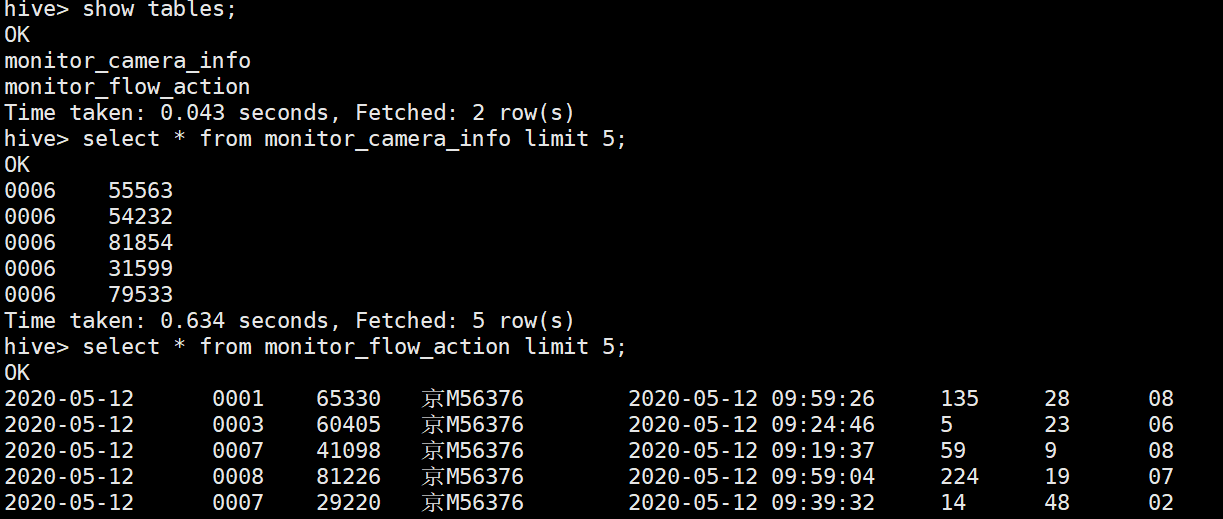 hive> show tables;
OK
monitor_camera_info
monitor_flow_action
Time taken: 0.043 seconds, Fetched: 2 row(s)
hive> select * from monitor_camera_info limit 5;
OK
0006    55563
0006    54232
0006    81854
0006    31599
0006    79533
Time taken: 0.634 seconds, Fetched: 5 row(s)
hive> select * from monitor_flow_action limit 5;
OK
2020-05-12      0001    65330   京M56376        2020-05-12 09:59:26     135     28      08
2020-05-12      0003    60405   京M56376        2020-05-12 09:24:46     5       23      06
2020-05-12      0007    41098   京M56376        2020-05-12 09:19:37     59      9       08
2020-05-12      0008    81226   京M56376        2020-05-12 09:59:04     224     19      07
2020-05-12      0007    29220   京M56376        2020-05-12 09:39:32     14      48      02